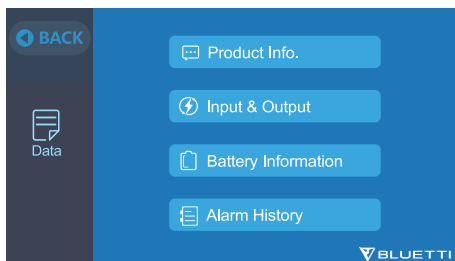 BACK
Data
Product Info.
Input & Output
Battery Information
Alarm History
BLUETTI